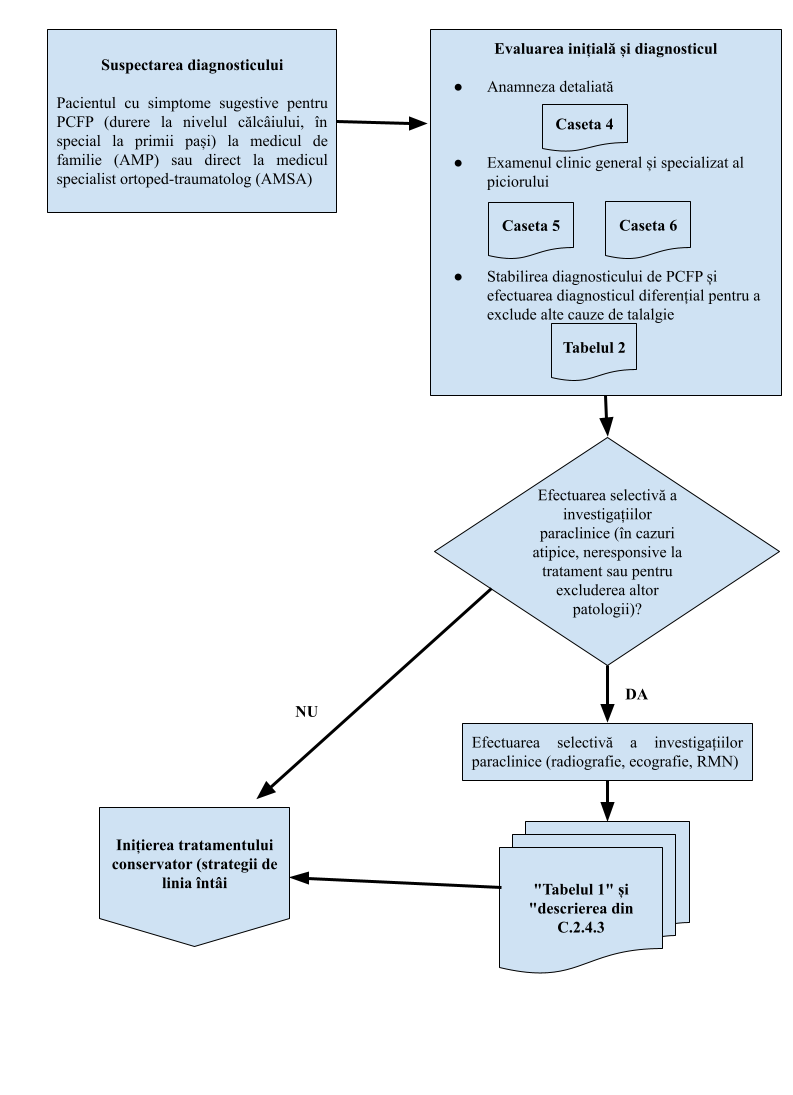 Suspectarea diagnosticului
Pacientul cu simptome sugestive pentru
PCFP (durere la nivelul călcâiului, în
special la primii pași) la medicul de
familie (AMP) sau direct la medicul
specialist ortoped-traumatolog (AMSA)
Evaluarea inițială și diagnosticul
● Anamneza detaliată
Caseta 4
● Examenul clinic general și specializat al
piciorului
Caseta 5
Caseta 6
● Stabilirea diagnosticului de PCFP și
efectuarea diagnosticul diferențial pentru a
exclude alte cauze de talalgie
Tabelul 2
Efectuarea selectivă a
investigațiilor
paraclinice (în cazuri
atipice, neresponsive la
tratament sau pentru
excluderea altor
patologii)?
NU
DA
Efectuarea selectivă a investigațiilor
paraclinice (radiografie, ecografie, RMN)
Inițierea tratamentului
conservator (strategii de
linia întâi
"Tabelul 1" și
"descrierea din
C.2.4.3